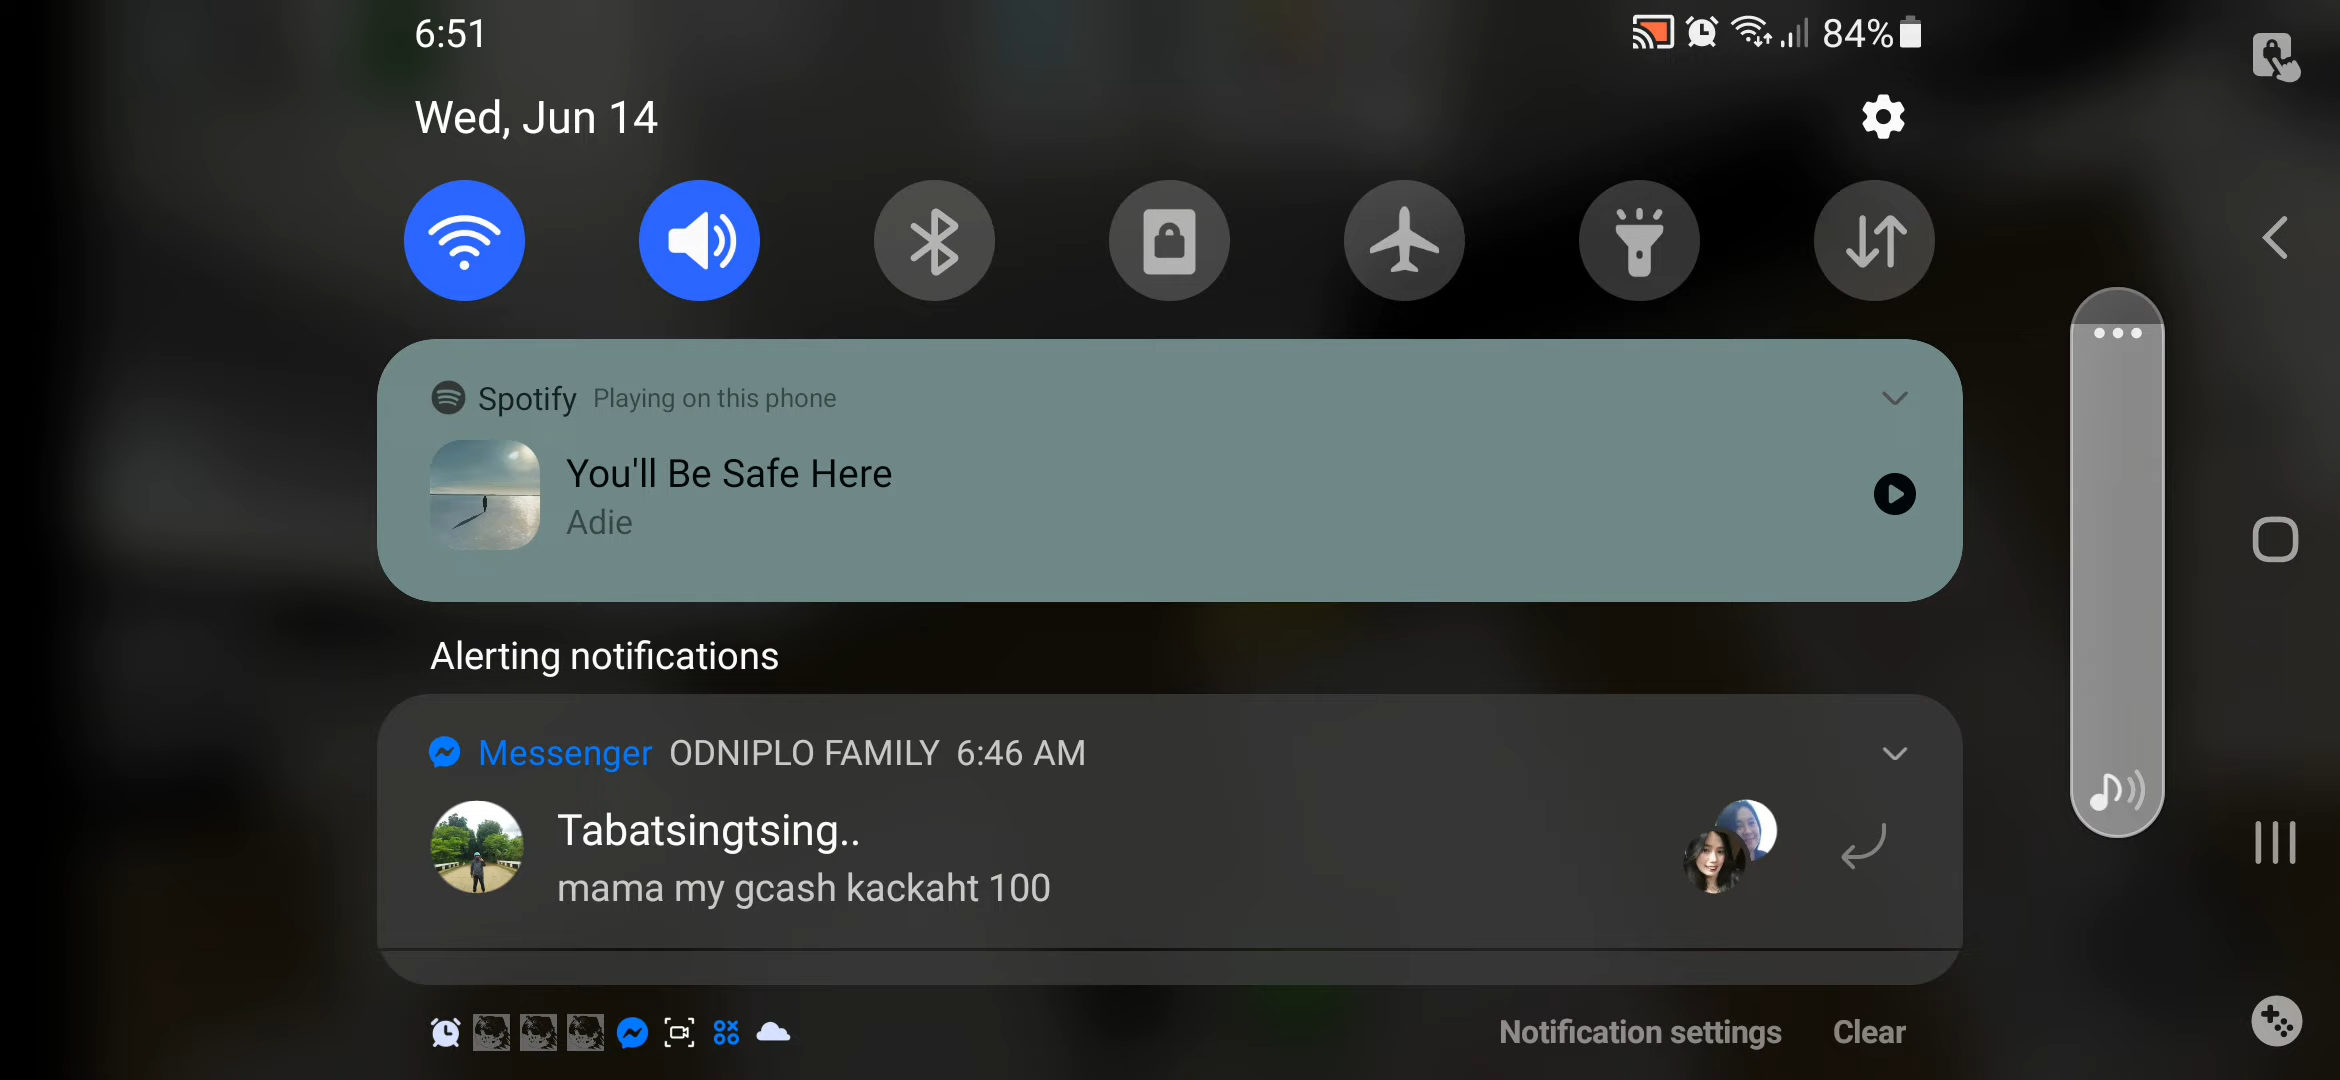 6:51
84%
Wed, Jun 14
Spotify Playing on this phone
You'll Be Safe Here
Adie
Alerting notifications
Messenger ODNIPLO FAMILY 6:46 AM
Tabatsingtsing..
mama my gcash kackaht 100
Notification settings Clear